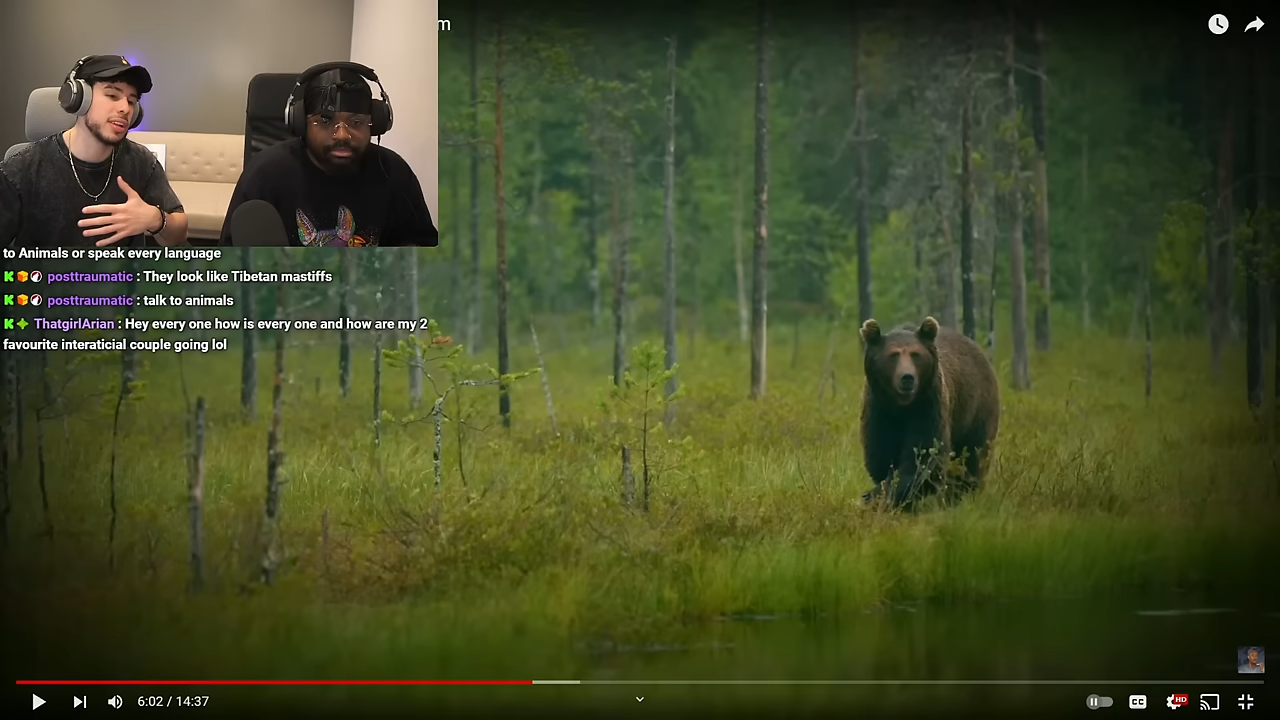 m
to Animals or speak every language
posttraumatic : They look like Tibetan mastiffs
posttraumatic : talk to animals
ThatgirlArian : Hey every one how is every one and how are my 2
favourite interaticial couple going lol
6:02 / 14:37
CC
HD